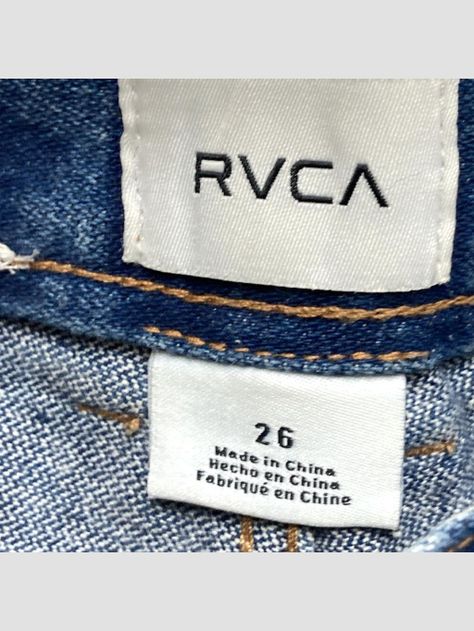 RVCA
26
Made in China
Hecho en China
Fabriqué en Chine